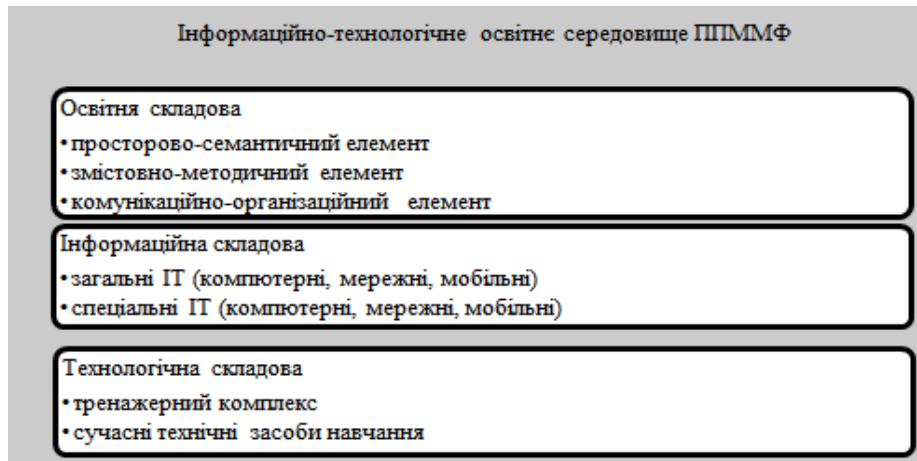 Інформаційно-технологічне освітнє середовище ППММФ
Освітня складова
• просторово-семантичний елемент
• змістовно-методичний елемент
• комунікаційно-організаційний елемент
Інформаційна складова
• загальні ІТ (компютерні, мережні, мобільні)
• спеціальні ІТ (компютерні, мережні, мобільні)
Технологічна складова
• тренажерний комплекс
• сучасні технічні засоби навчання